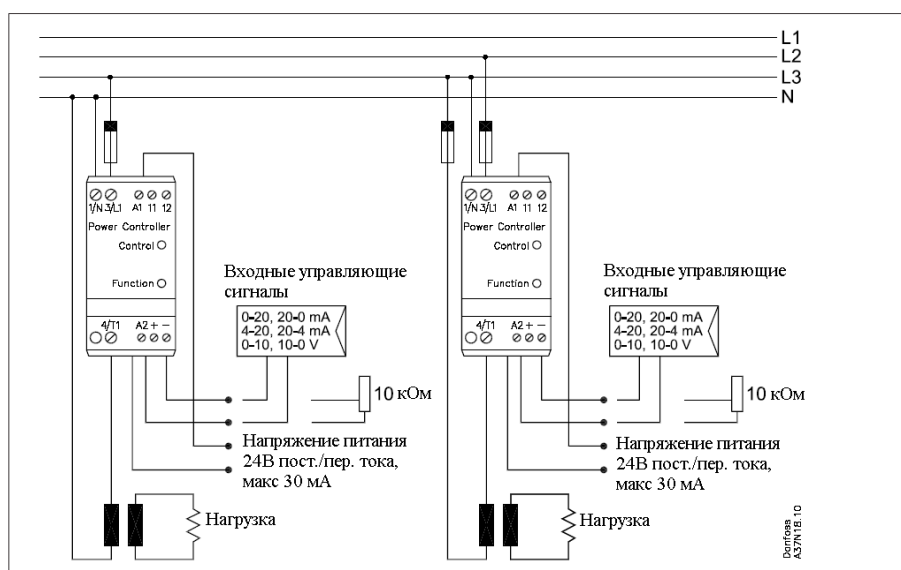 L1
L2
L3
N
1/N 3/L1 A1 11 12
Power Controller
Control
Function
4/T1 A2 + −
Входные управляющие
сигналы
0-20, 20-0 mA
4-20, 20-4 mA
0-10, 10-0 V
10 кОм
Напряжение питания
24В пост./пер. тока,
макс 30 мА
Нагрузка
1/N 3/L1 A1 11 12
Power Controller
Control
Function
4/T1 A2 + −
Входные управляющие
сигналы
0-20, 20-0 mA
4-20, 20-4 mA
0-10, 10-0 V
10 кОм
Напряжение питания
24В пост./пер. тока,
макс 30 мА
Нагрузка
Danfoss
A37N18.10